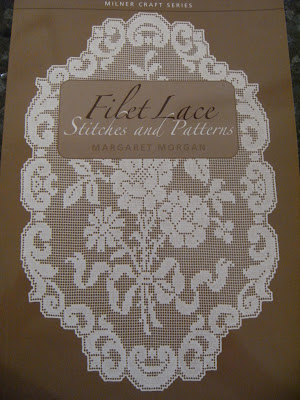 MILNER CRAFT SERIES
Filet Lace
Stitches and Patterns
MARGARET MORGAN